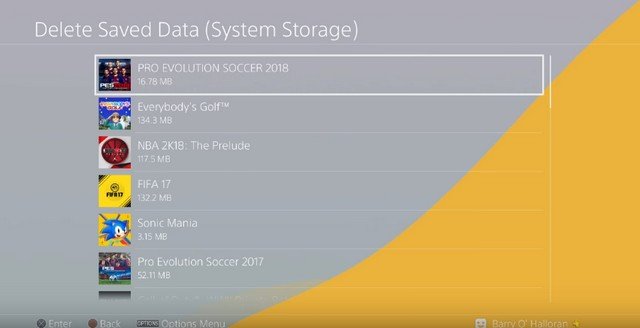 Delete Saved Data (System Storage)
PRO EVOLUTION SOCCER 2018
16.78 MB
Everybody's Golf™
134.3 MB
NBA 2K18: The Prelude
117.5 MB
FIFA 17
132.2 MB
Sonic Mania
3.15 MB
Pro Evolution Soccer 2017
52.11 MB
Enter
Back
OPTIONS Options Menu
Barry O' Halloran